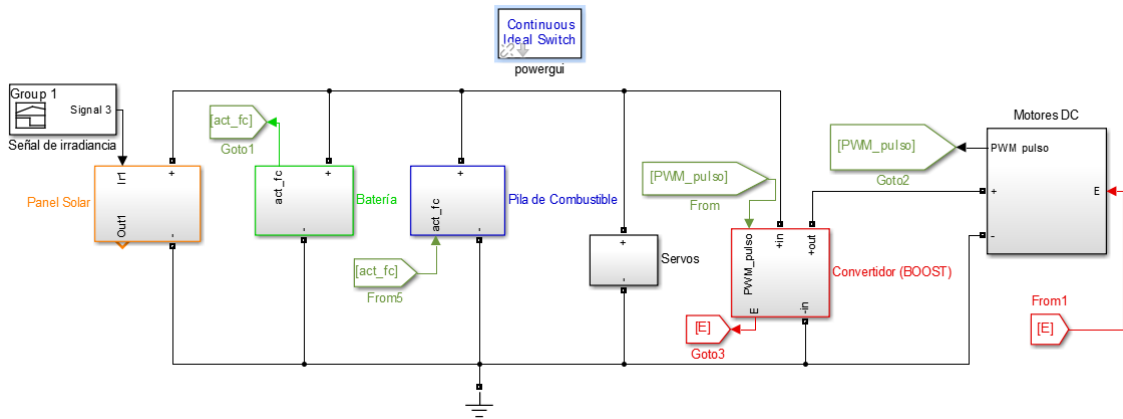 Continuous
Ideal Switch
powergui
Group 1
Signal 3
Señal de irradiancia
[act_fc]
Goto1
Motores DC
[PWM_pulso]
Goto2
PWM pulso
+
-
E
In1
+
Panel Solar
Out1
-
act_fc
+
Batería
-
act_fc
+
Pila de Combustible
-
[act_fc]
From5
+
Servos
-
[PWM_pulso]
From
PWM_pulso
+in
+out
Convertidor (BOOST)
E
-in
[E]
Goto3
From1
[E]